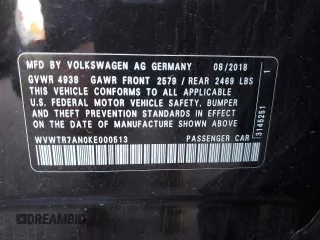 MFD BY VOLKSWAGEN AG GERMANY 08/2018
GVWR 4938 GAWR FRONT 2579 / REAR 2469 LBS
THIS VEHICLE CONFORMS TO ALL APPLICABLE
U.S. FEDERAL MOTOR VEHICLE SAFETY, BUMPER
AND THEFT PREVENTION STANDARDS IN EFFECT
ON THE DATE OF MANUFACTURE SHOWN ABOVE.
WVWTR7AN0KE000513 PASSENGER CAR
3145251 1